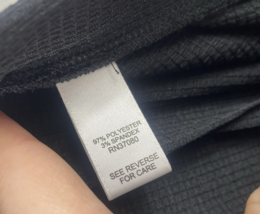 97% POLYESTER
3% SPANDEX
RN37080
SEE REVERSE
FOR CARE